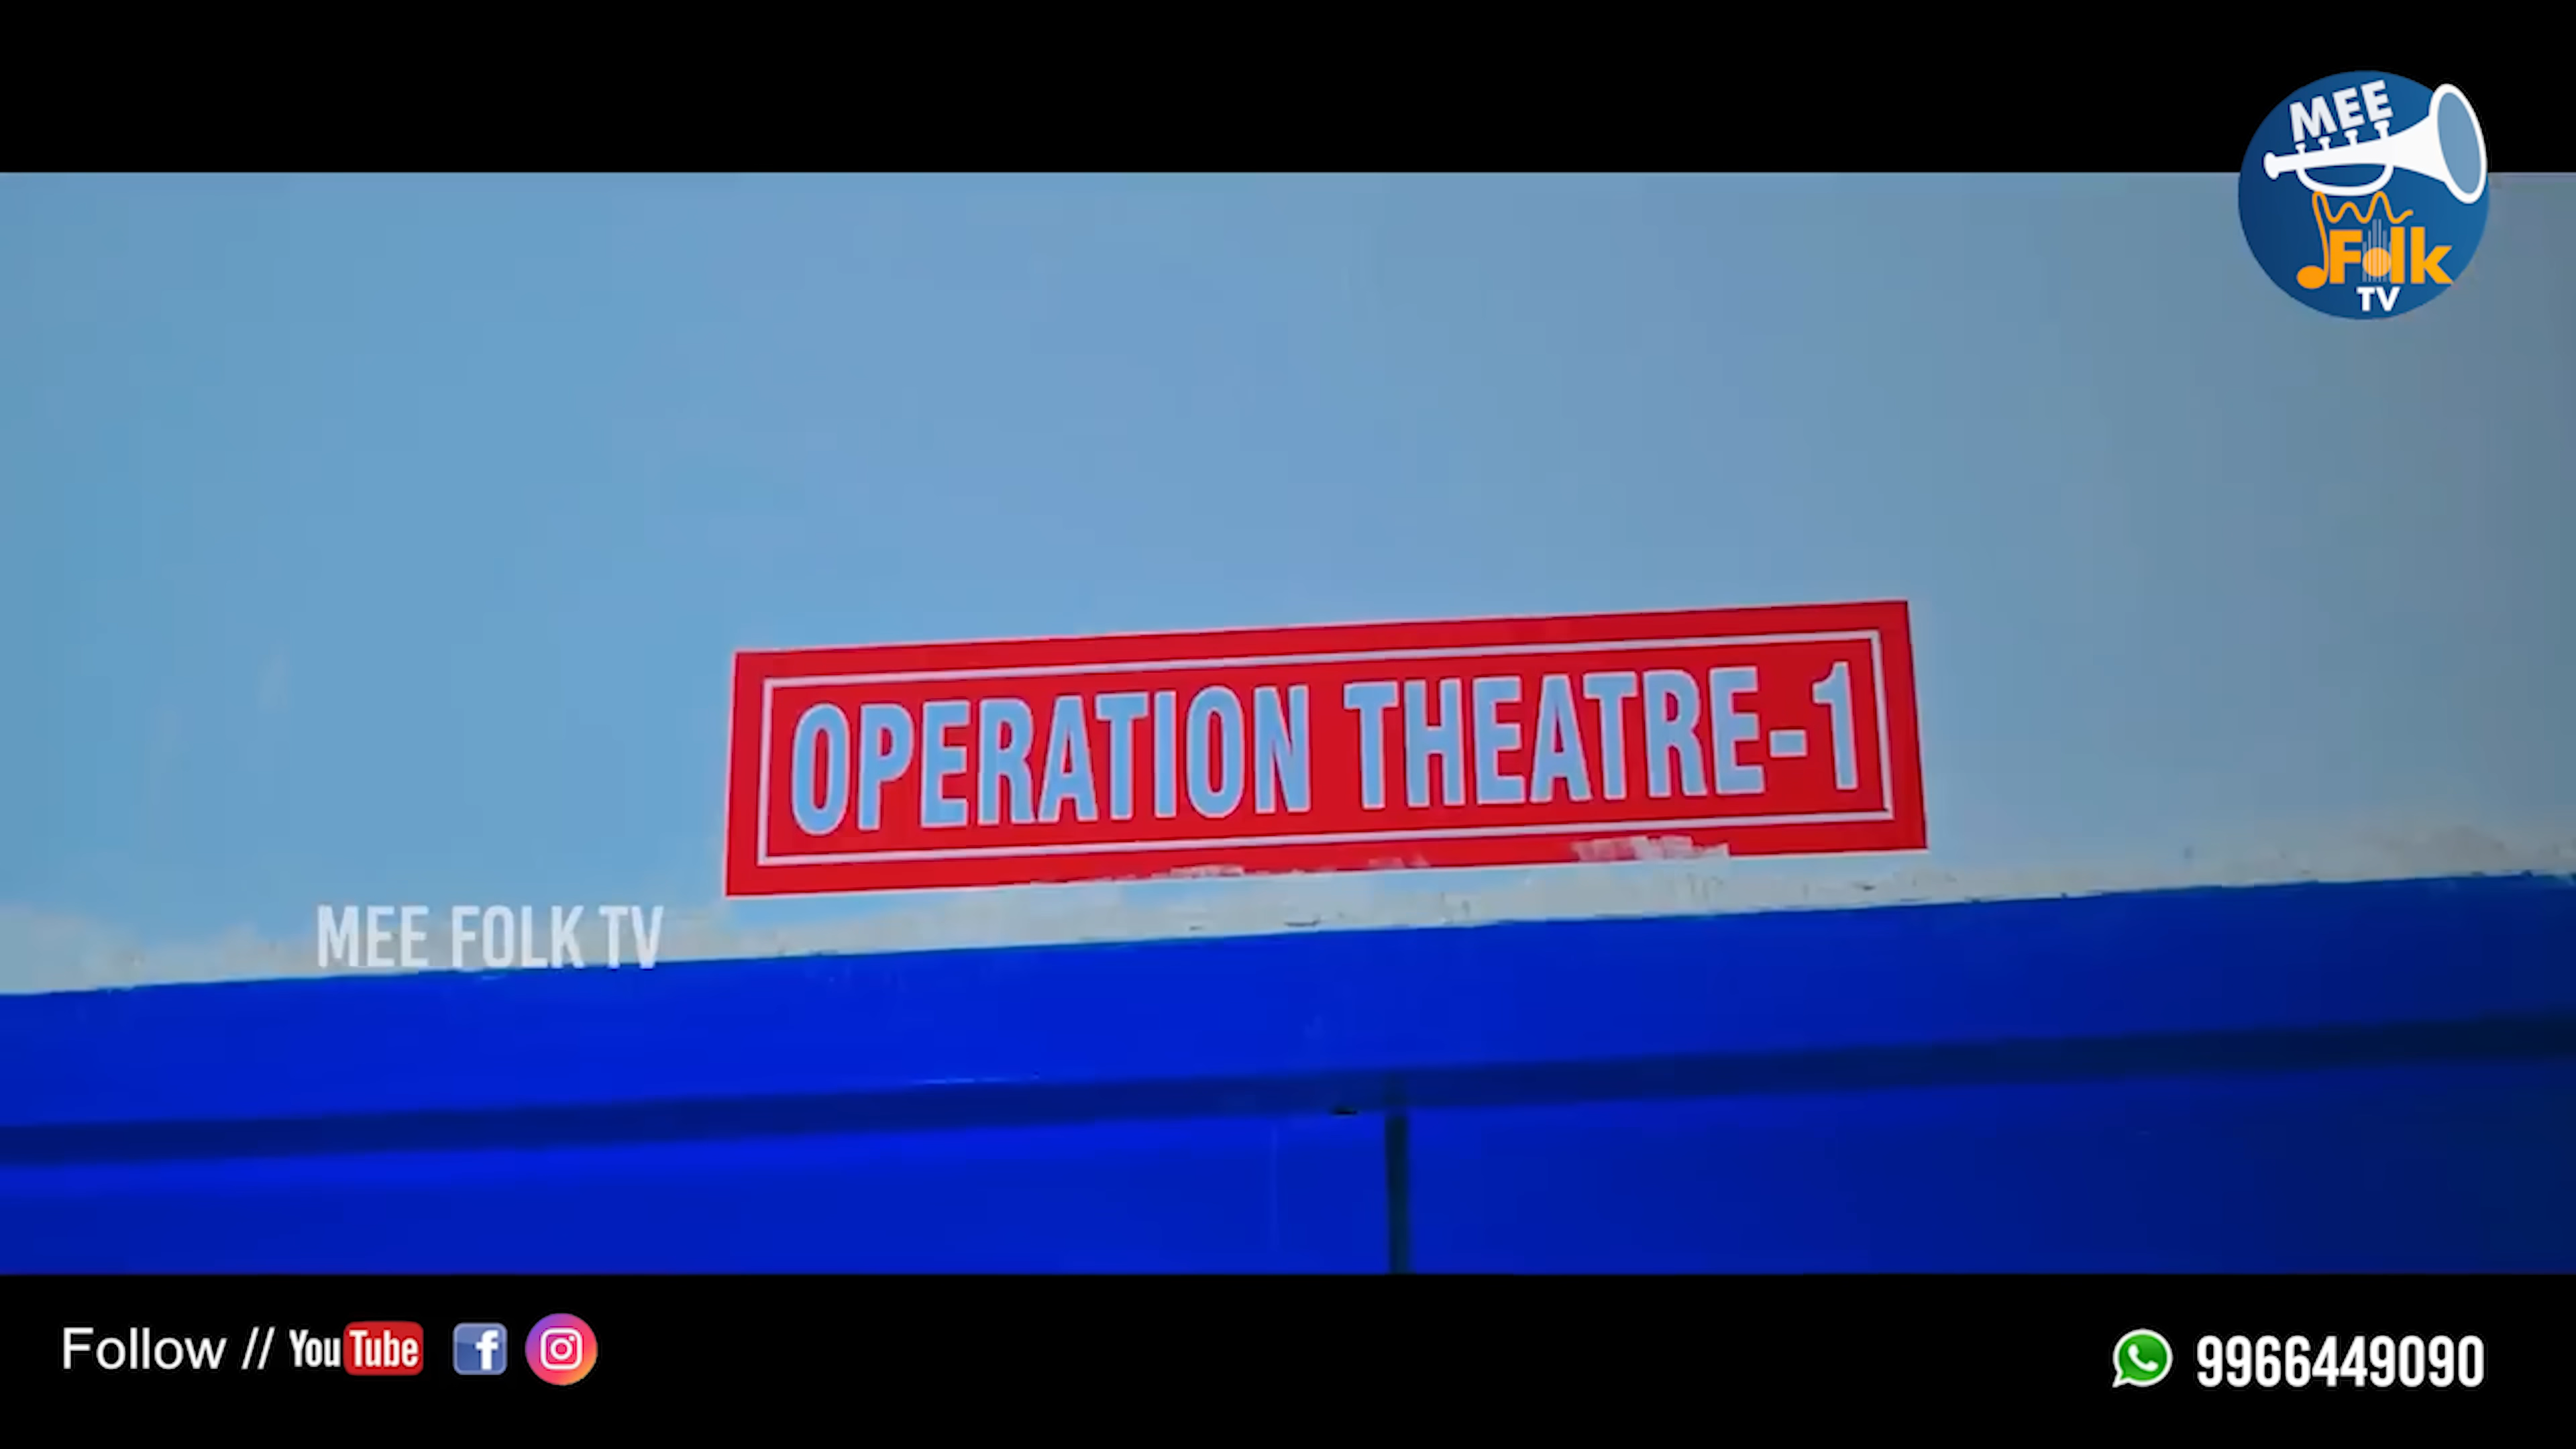 MEE
Folk
TV
OPERATION THEATRE-1
MEE FOLK TV
Follow // YouTube
9966449090